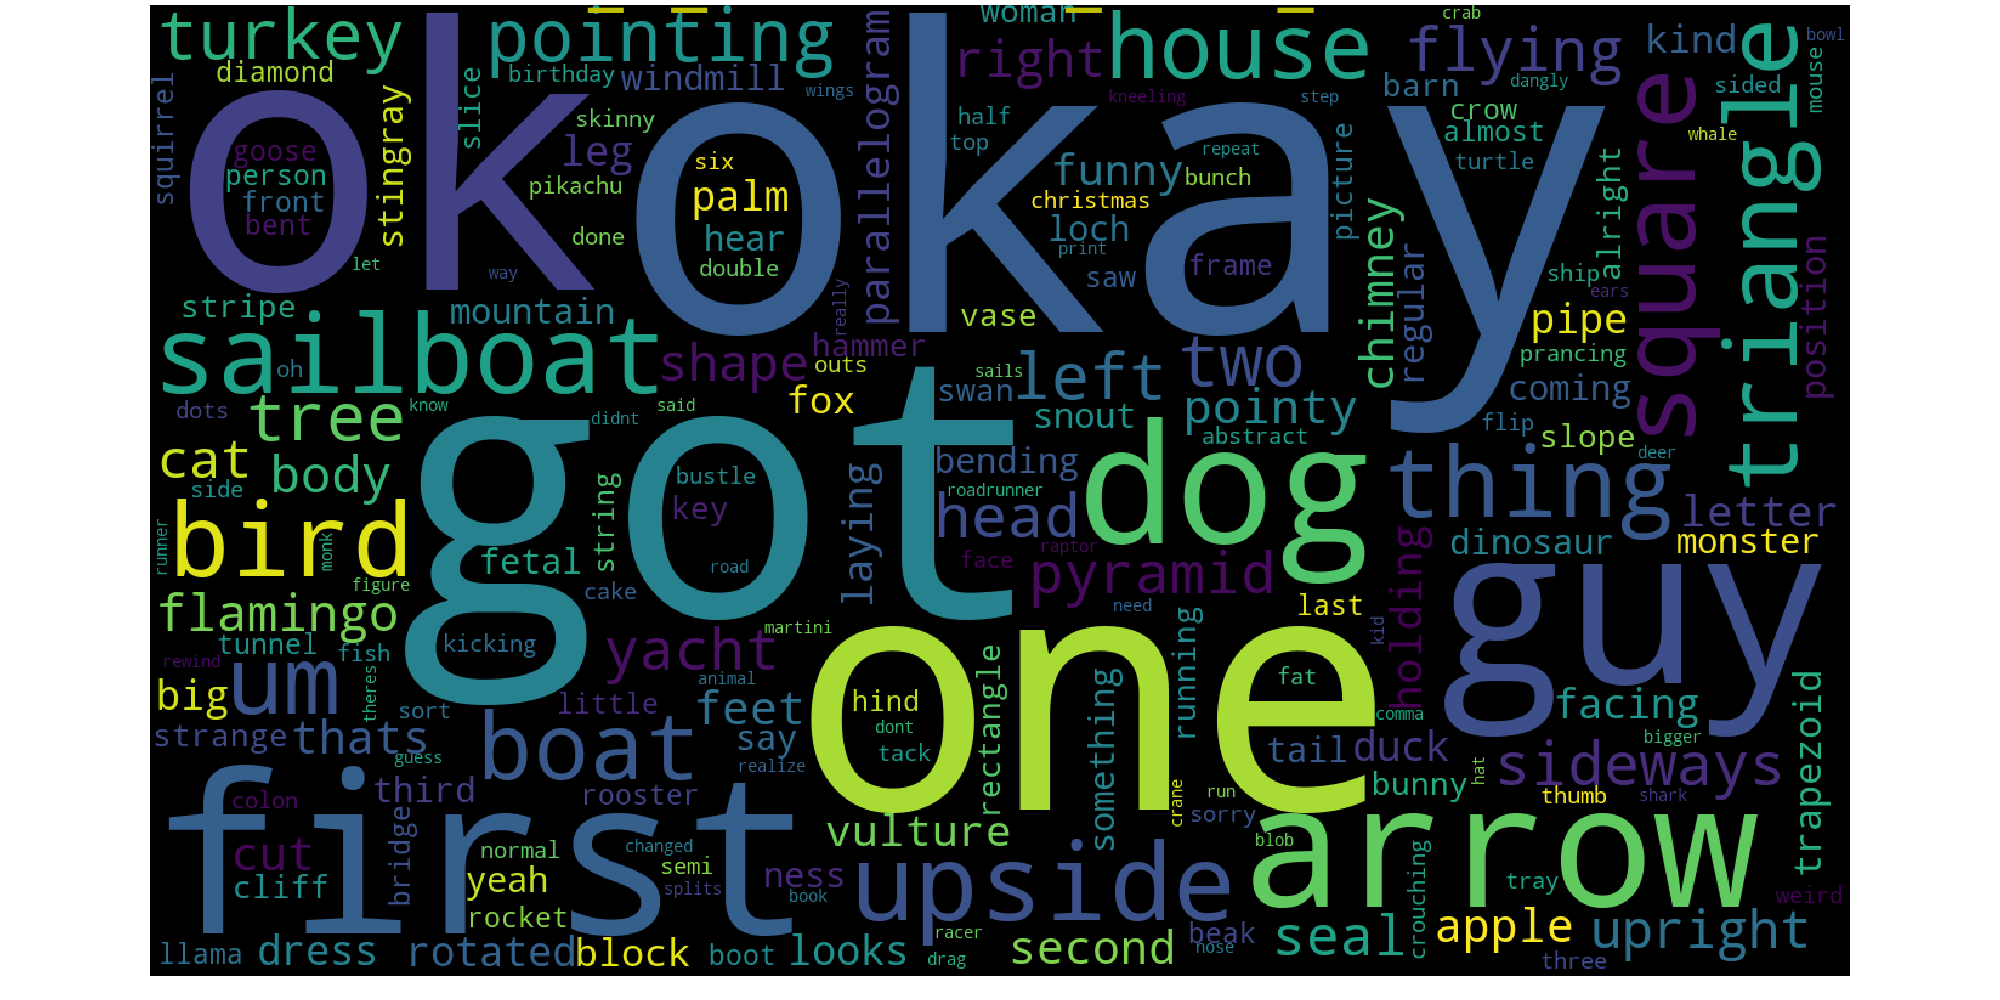 turkey
pointing
woman
house
crab
flying
kind
bowl
triangle
squirrel
diamond
slice
birthday
windmill
wings
parallelogram
right
kneeling
step
barn
dangly
square
sided
mouse
ok
okay
goose
person
front
bent
stingray
skinny
leg
pikachu
six
palm
hear
double
done
let
way
half
top
funny
christmas
loch
print
saw
repeat
bunch
frame
picture
crow
almost
turtle
whale
alright
chimney
regular
ship
ears
position
stripe
mountain
really
vase
pipe
prancing
sailboat
oh
shape
hammer
outs
fox
swan
sails
left
two
coming
dots
tree
know
didnt
said
snout
pointy
abstract
flip
slope
deer
cat
body
side
got
string
bustle
key
road
laying
bending
roadrunner
head
dog
thing
letter
bird
runner
monk
figure
fetal
cake
face
raptor
pyramid
need
last
kid
holding
dinosaur
monster
guy
flamingo
tunnel
fish
kicking
yacht
martini
rewind
um
theres
big
sort
little
animal
feet
one
hind
dont
tack
rectangle
something
running
fat
comma
facing
bigger
trapezoid
strange
thats
guess
boat
say
realize
tail
duck
sideways
bunny
hat
thumb
shark
first
third
colon
rooster
vulture
crane
run
sorry
cut
cliff
bridge
normal
yeah
rocket
changed
semi
splits
ness
book
upside
blob
arrow
crouching
tray
weird
llama
dress
rotated
block
boot
looks
racer
drag
second
beak
nose
seal
apple
three
upright